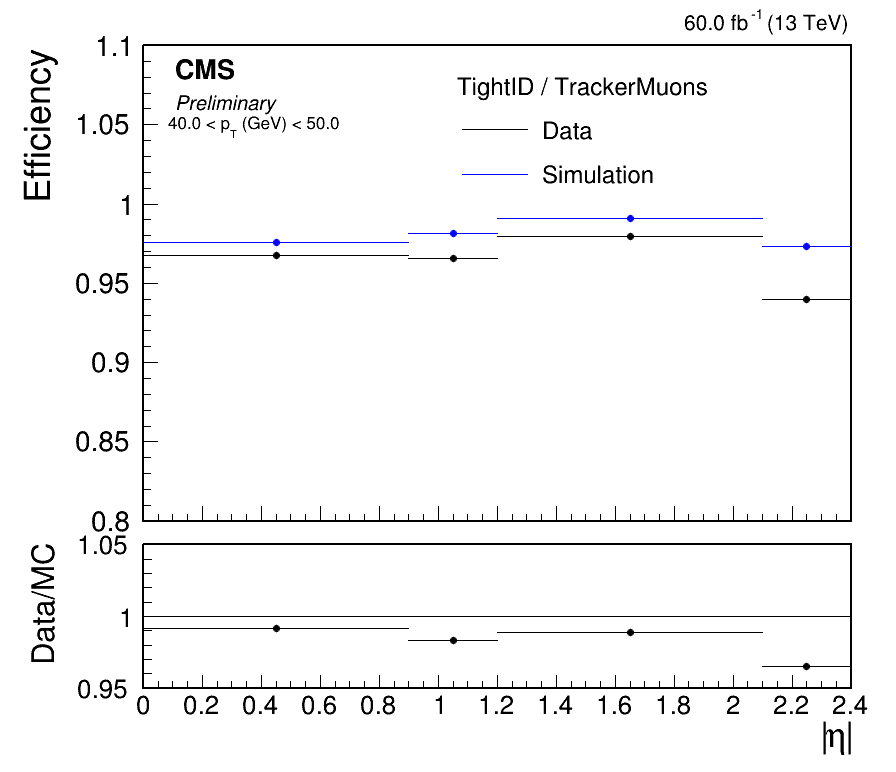 60.0 fb⁻¹ (13 TeV)
CMS
Preliminary
40.0 < p_T (GeV) < 50.0
TightID / TrackerMuons
Data
Simulation
Efficiency
1.1
1.05
1
0.95
0.9
0.85
0.8
Data/MC
1.05
1
0.95
0 0.2 0.4 0.6 0.8 1 1.2 1.4 1.6 1.8 2 2.2 2.4
|η|